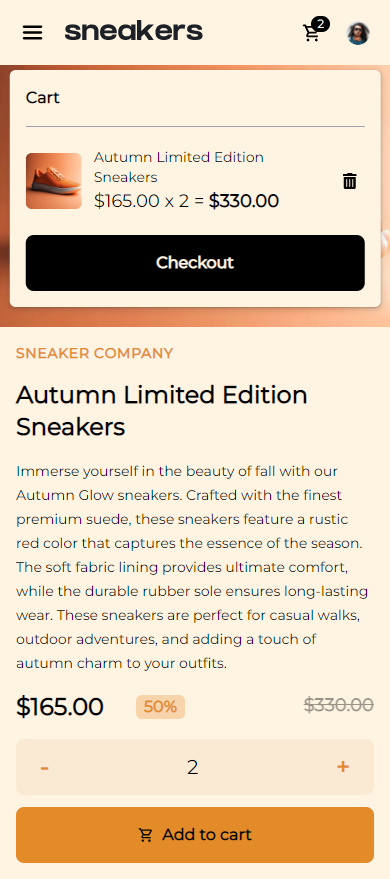 sneakers
2
Cart
Autumn Limited Edition
Sneakers
$165.00 x 2 = $330.00
Checkout
SNEAKER COMPANY
Autumn Limited Edition
Sneakers
Immerse yourself in the beauty of fall with our
Autumn Glow sneakers. Crafted with the finest
premium suede, these sneakers feature a rustic
red color that captures the essence of the season.
The soft fabric lining provides ultimate comfort,
while the durable rubber sole ensures long-lasting
wear. These sneakers are perfect for casual walks,
outdoor adventures, and adding a touch of
autumn charm to your outfits.
$165.00 50% $330.00
- 2 +
Add to cart